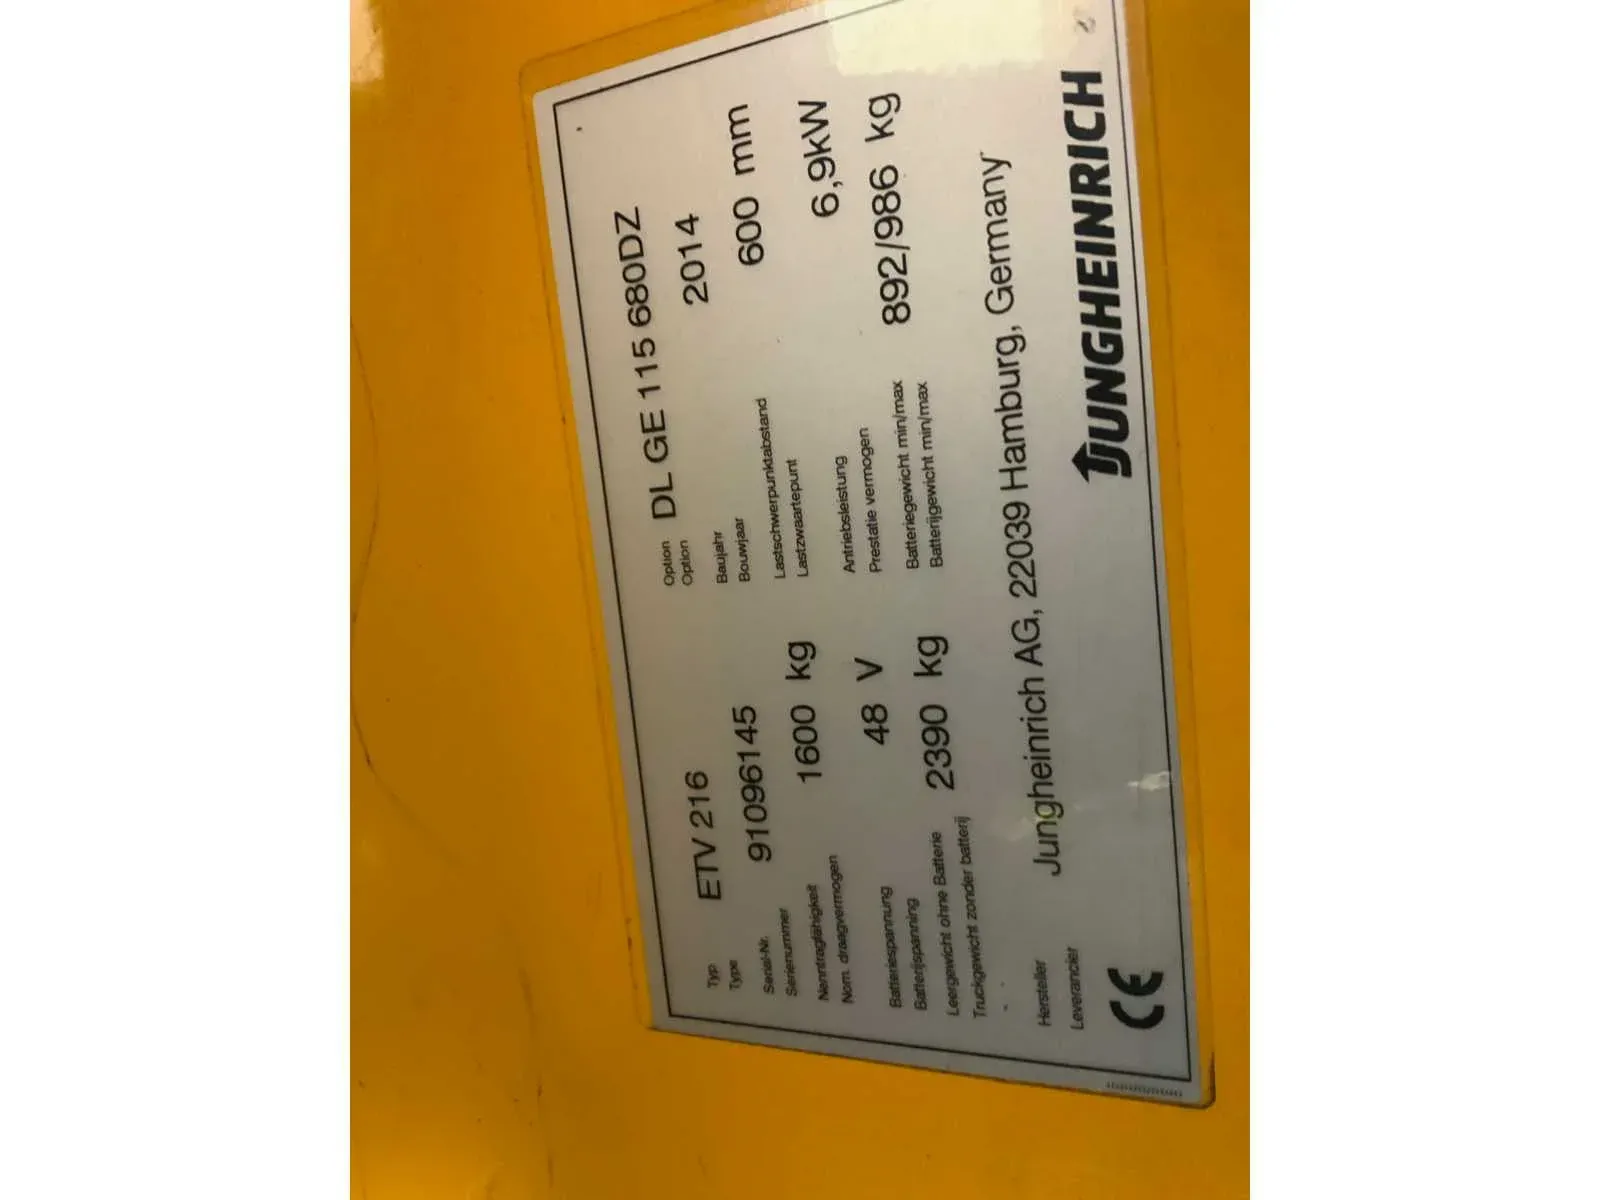 Typ ETV 216 Option DL GE 115 680DZ
Type Option
Serial-Nr. 91096145 Baujahr 2014
Serienummer Bouwjaar
Nenntragfähigkeit 1600 kg Lastschwerpunktabstand 600 mm
Nom. draagvermogen Lastzwaartepunt
Batteriespannung 48 V Antriebsleistung 6,9kW
Batterijspanning Prestatie vermogen
Leergewicht ohne Batterie 2390 kg Batteriegewicht min/max 892/986 kg
Truckgewicht zonder batterij Batterijgewicht min/max
Hersteller Jungheinrich AG, 22039 Hamburg, Germany
Leverancier
CE JUNGHEINRICH